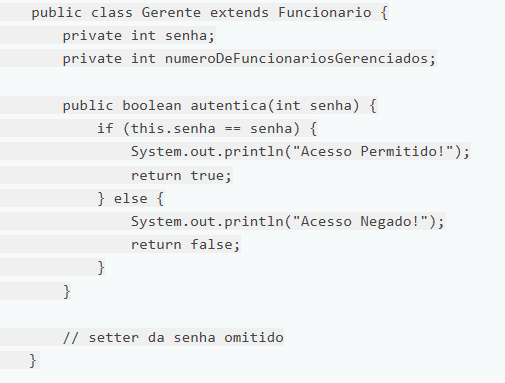 public class Gerente extends Funcionario {
    private int senha;
    private int numeroDeFuncionariosGerenciados;

    public boolean autentica(int senha) {
        if (this.senha == senha) {
            System.out.println("Acesso Permitido!");
            return true;
        } else {
            System.out.println("Acesso Negado!");
            return false;
        }
    }

    // setter da senha omitido
}